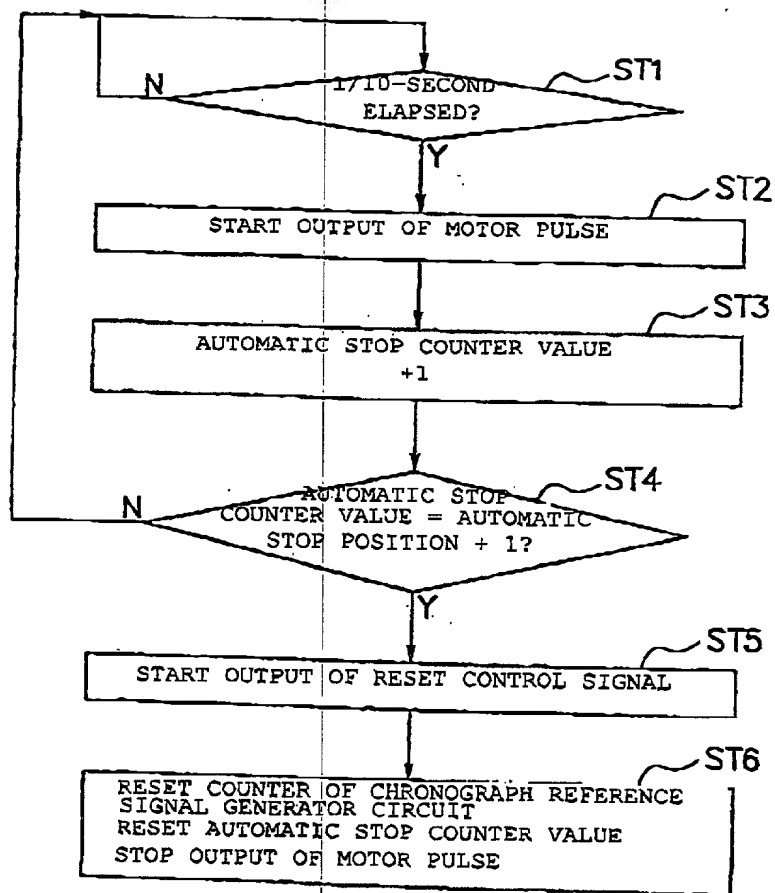 ST1
1/10-SECOND
ELAPSED?
N
Y
ST2
START OUTPUT OF MOTOR PULSE
ST3
AUTOMATIC STOP COUNTER VALUE
+1
ST4
AUTOMATIC STOP
COUNTER VALUE = AUTOMATIC
STOP POSITION + 1?
N
Y
ST5
START OUTPUT OF RESET CONTROL SIGNAL
ST6
RESET COUNTER OF CHRONOGRAPH REFERENCE
SIGNAL GENERATOR CIRCUIT
RESET AUTOMATIC STOP COUNTER VALUE
STOP OUTPUT OF MOTOR PULSE